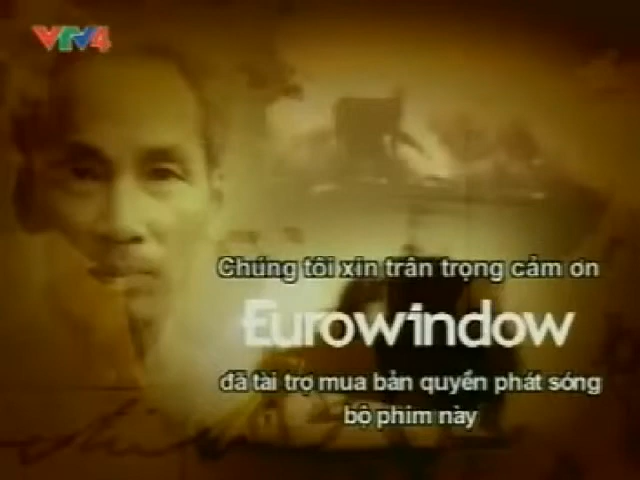 VTV4
Chúng tôi xin trân trọng cảm ơn
Eurowindow
đã tài trợ mua bản quyền phát sóng
bộ phim này